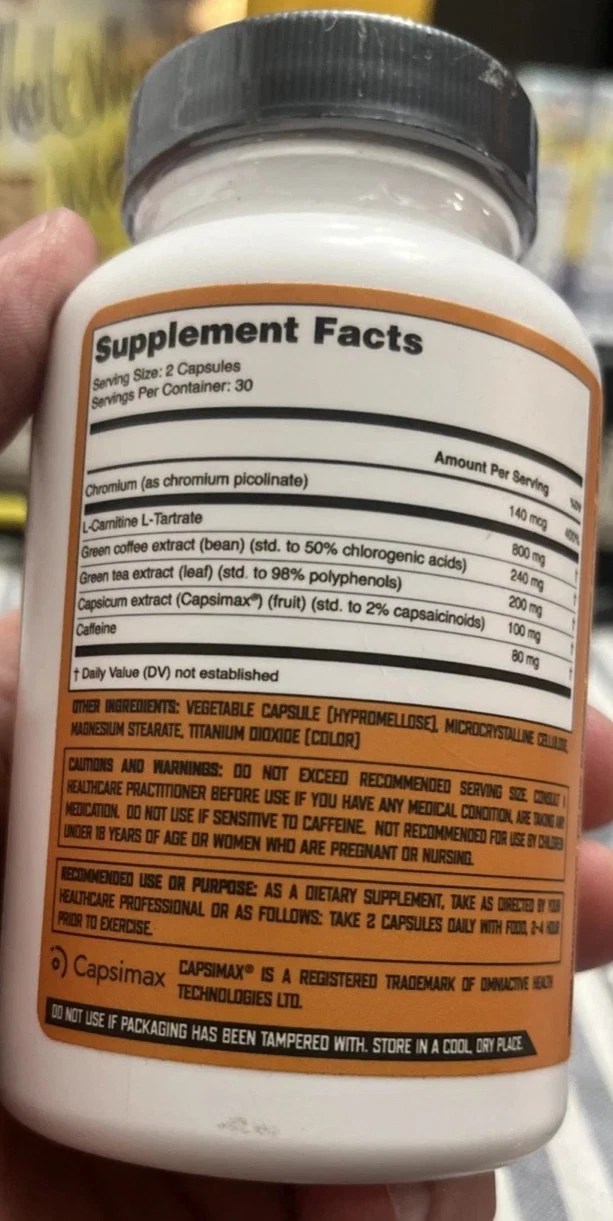 Supplement Facts
Serving Size: 2 Capsules
Servings Per Container: 30
Amount Per Serving
Chromium (as chromium picolinate) 140 mcg
L-Carnitine L-Tartrate 800 mg †
Green coffee extract (bean) (std. to 50% chlorogenic acids) 240 mg †
Green tea extract (leaf) (std. to 98% polyphenols) 200 mg †
Capsicum extract (Capsimax®) (fruit) (std. to 2% capsaicinoids) 100 mg †
Caffeine 80 mg †
† Daily Value (DV) not established
OTHER INGREDIENTS: VEGETABLE CAPSULE [HYPROMELLOSE], MICROCRYSTALLINE CELLULOSE,
MAGNESIUM STEARATE, TITANIUM DIOXIDE [COLOR]
CAUTIONS AND WARNINGS: DO NOT EXCEED RECOMMENDED SERVING SIZE. CONSULT
HEALTHCARE PRACTITIONER BEFORE USE IF YOU HAVE ANY MEDICAL CONDITION, ARE TAKING ANY
MEDICATION. DO NOT USE IF SENSITIVE TO CAFFEINE. NOT RECOMMENDED FOR USE BY CHILDREN
UNDER 18 YEARS OF AGE OR WOMEN WHO ARE PREGNANT OR NURSING.
RECOMMENDED USE OR PURPOSE: AS A DIETARY SUPPLEMENT, TAKE AS DIRECTED BY YOUR
HEALTHCARE PROFESSIONAL OR AS FOLLOWS: TAKE 2 CAPSULES DAILY WITH FOOD, 2-4 HOUR
PRIOR TO EXERCISE.
Capsimax
CAPSIMAX® IS A REGISTERED TRADEMARK OF OMNIACTIVE HEALTH
TECHNOLOGIES LTD.
DO NOT USE IF PACKAGING HAS BEEN TAMPERED WITH. STORE IN A COOL, DRY PLACE.